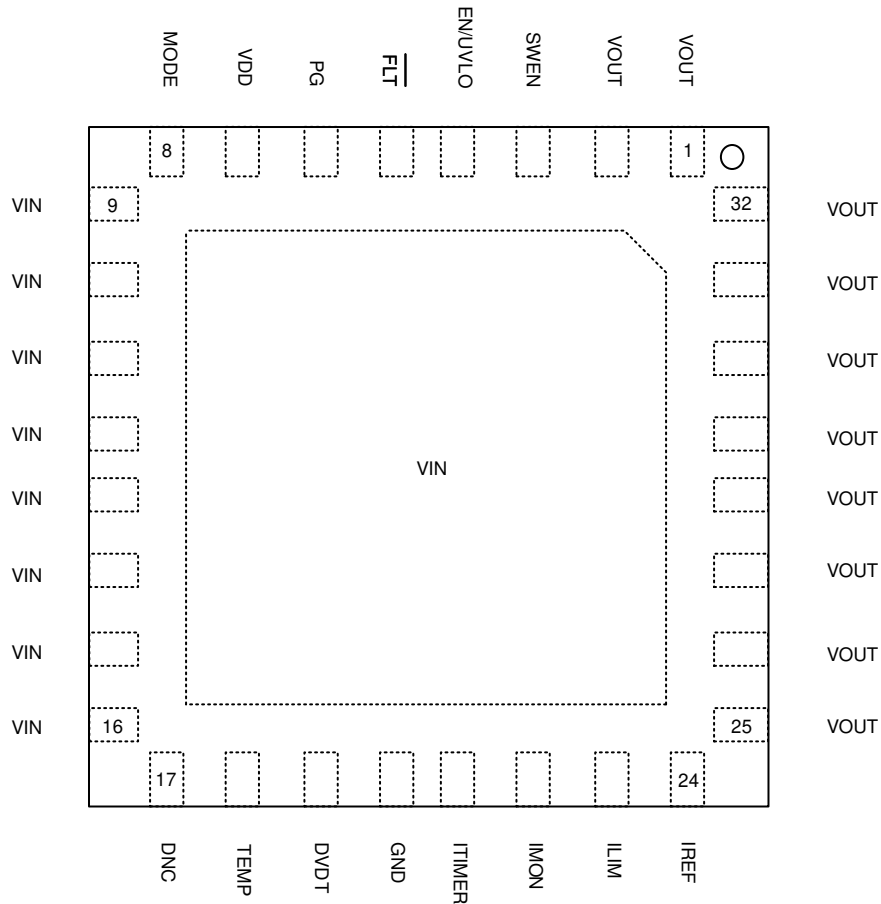 MODE
VDD
PG
FLT
EN/UVLO
SWEN
VOUT
VOUT
8
1
VIN
9
32
VOUT
VIN
VOUT
VIN
VOUT
VIN
VOUT
VIN
VIN
VOUT
VIN
VOUT
VIN
VOUT
VIN
16
25
VOUT
17
24
DNC
TEMP
DVDT
GND
ITIMER
IMON
ILIM
IREF